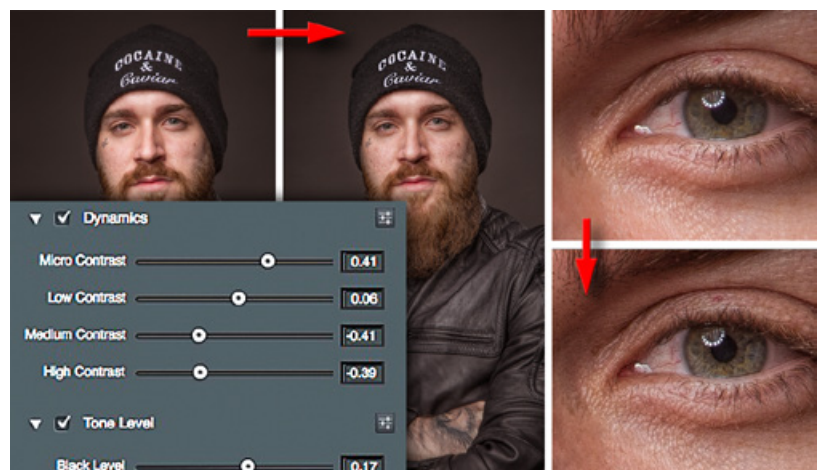 COCAINE
&
Caviar
COCAINE
&
Caviar
Dynamics
Micro Contrast 0.41
Low Contrast 0.06
Medium Contrast -0.41
High Contrast -0.39
Tone Level
Black Level 0.17